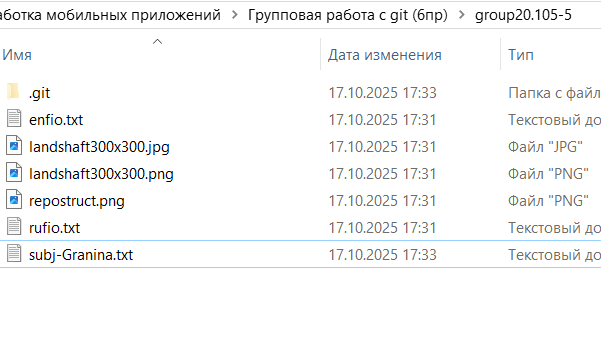 аботка мобильных приложений > Групповая работа с git (6пр) > group20.105-5
Имя Дата изменения Тип
.git 17.10.2025 17:33 Папка с файл
enfio.txt 17.10.2025 17:31 Текстовый до
landshaft300x300.jpg 17.10.2025 17:31 Файл "JPG"
landshaft300x300.png 17.10.2025 17:31 Файл "PNG"
repostruct.png 17.10.2025 17:31 Файл "PNG"
rufio.txt 17.10.2025 17:31 Текстовый до
subj-Granina.txt 17.10.2025 17:33 Текстовый до